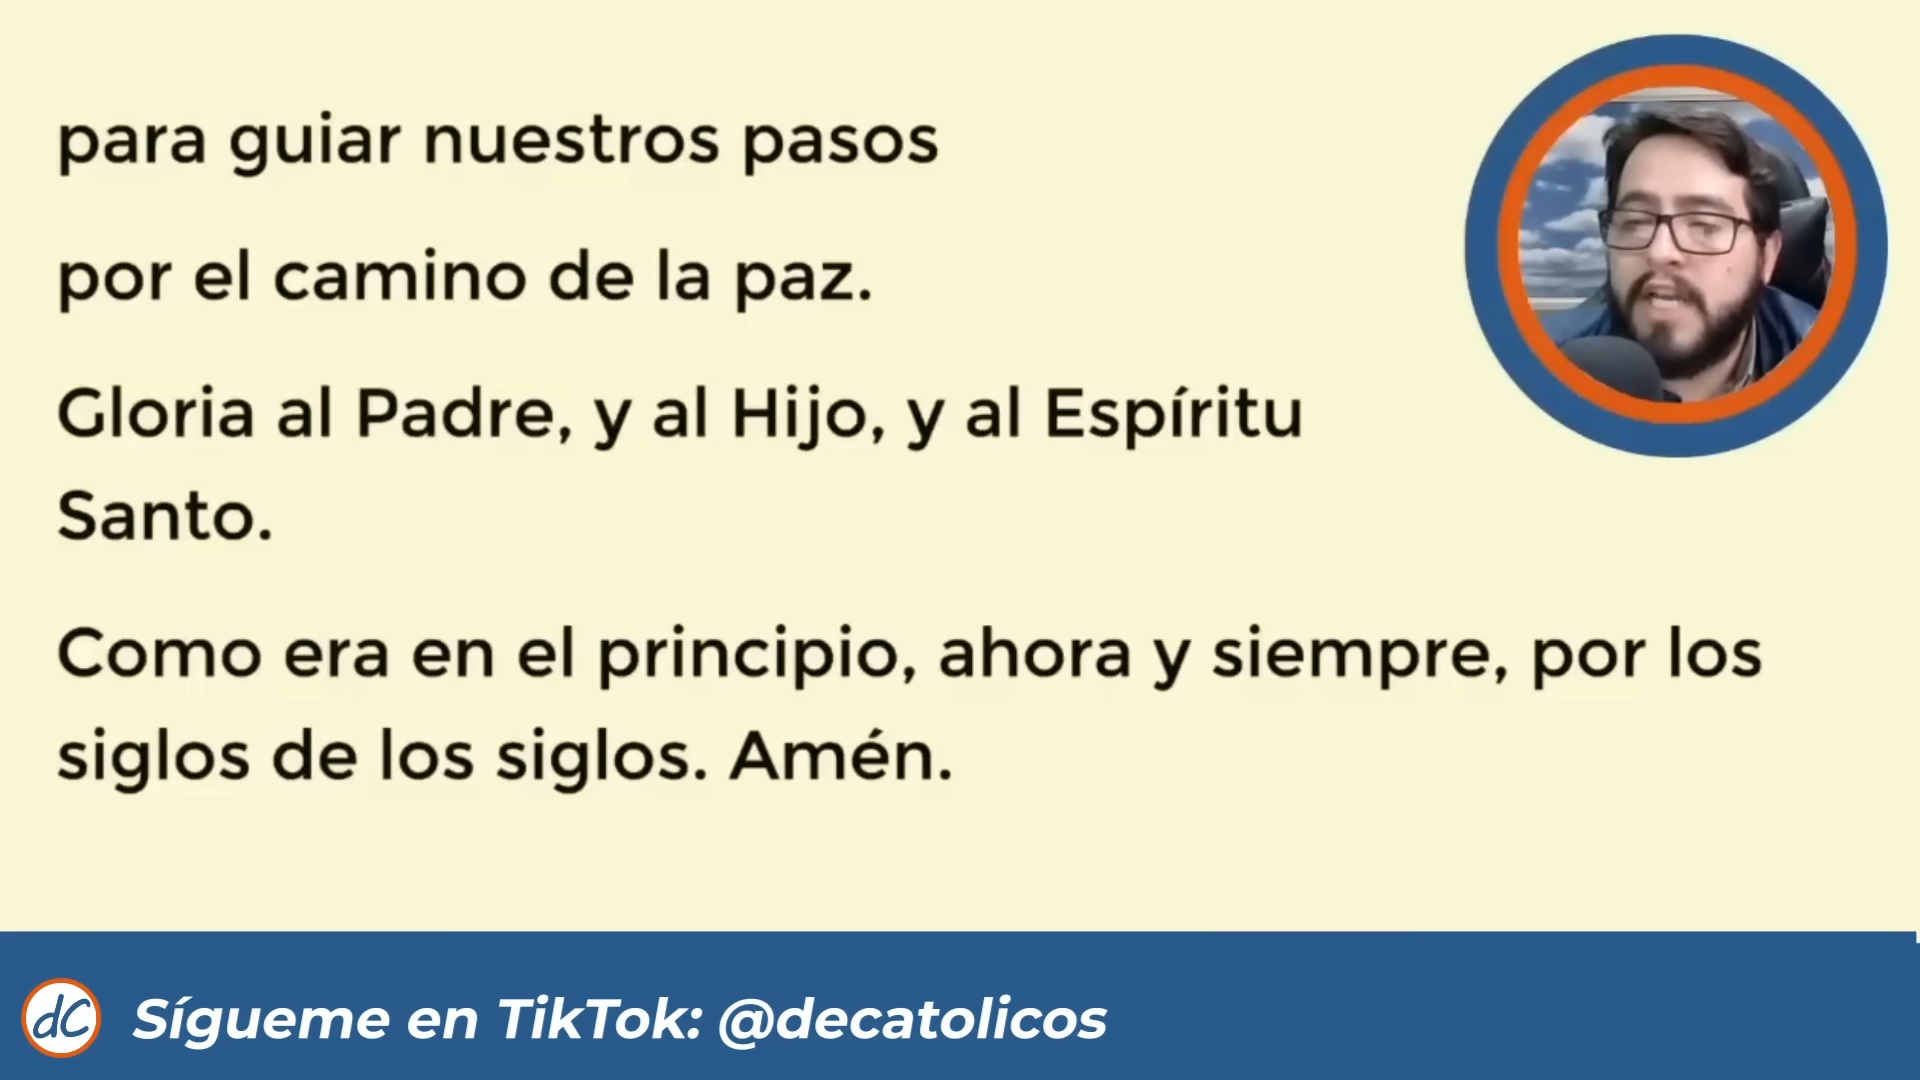 para guiar nuestros pasos
por el camino de la paz.
Gloria al Padre, y al Hijo, y al Espíritu
Santo.
Como era en el principio, ahora y siempre, por los
siglos de los siglos. Amén.
dC Sígueme en TikTok: @decatolicos